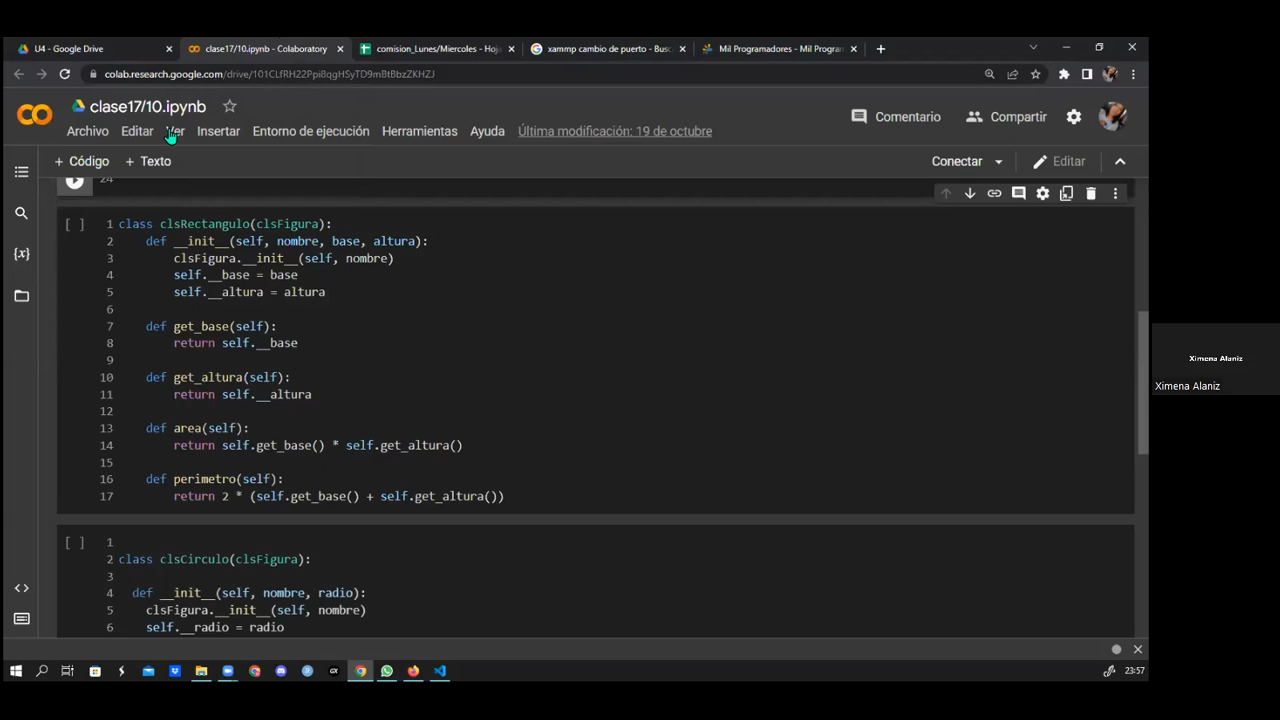 U4 - Google Drive
clase17/10.ipynb - Colaboratory
comision_Lunes/Miercoles - Hoja
xammp cambio de puerto - Busc
Mil Programadores - Mil Program
colab.research.google.com/drive/101CLfRH22Ppi8qgHSyTD9mBtBbzZKHZJ
clase17/10.ipynb
Archivo Editar Ver Insertar Entorno de ejecución Herramientas Ayuda Última modificación: 19 de octubre
Comentario Compartir
+ Código + Texto
Conectar Editar
24
[ ] 1 class clsRectangulo(clsFigura):
2 def __init__(self, nombre, base, altura):
3 clsFigura.__init__(self, nombre)
4 self.__base = base
5 self.__altura = altura
6
7 def get_base(self):
8 return self.__base
9
10 def get_altura(self):
11 return self.__altura
12
13 def area(self):
14 return self.get_base() * self.get_altura()
15
16 def perimetro(self):
17 return 2 * (self.get_base() + self.get_altura())
[ ] 1
2 class clsCirculo(clsFigura):
3
4 def __init__(self, nombre, radio):
5 clsFigura.__init__(self, nombre)
6 self.__radio = radio
Ximena Alaniz
Ximena Alaniz
23:57